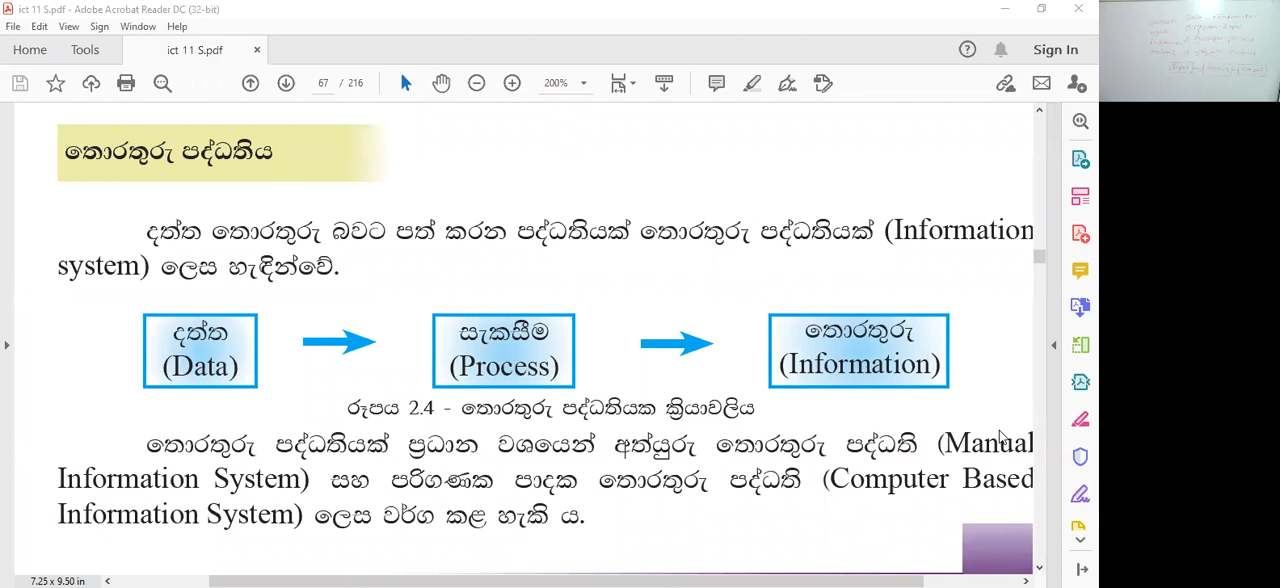 ict 11 S.pdf - Adobe Acrobat Reader DC (32-bit)
File Edit View Sign Window Help
Home Tools ict 11 S.pdf × Sign In
67 / 216 200%
තොරතුරු පද්ධතිය
දත්ත තොරතුරු බවට පත් කරන පද්ධතියක් තොරතුරු පද්ධතියක් (Information
system) ලෙස හැඳින්වේ.
දත්ත
(Data)
සැකසීම
(Process)
තොරතුරු
(Information)
රූපය 2.4 - තොරතුරු පද්ධතියක ක්‍රියාවලිය
තොරතුරු පද්ධතියක් ප්‍රධාන වශයෙන් අත්යුරු තොරතුරු පද්ධති (Manual
Information System) සහ පරිගණක පාදක තොරතුරු පද්ධති (Computer Based
Information System) ලෙස වර්ග කළ හැකි ය.
7.25 x 9.50 in